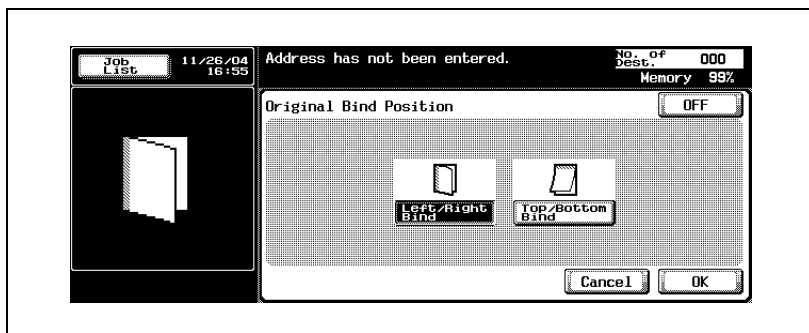 Job
List
11/26/04
16:55
Address has not been entered.
No. of
Dest.
000
Memory 99%
Original Bind Position
OFF
Left/Right
Bind
Top/Bottom
Bind
Cancel
OK